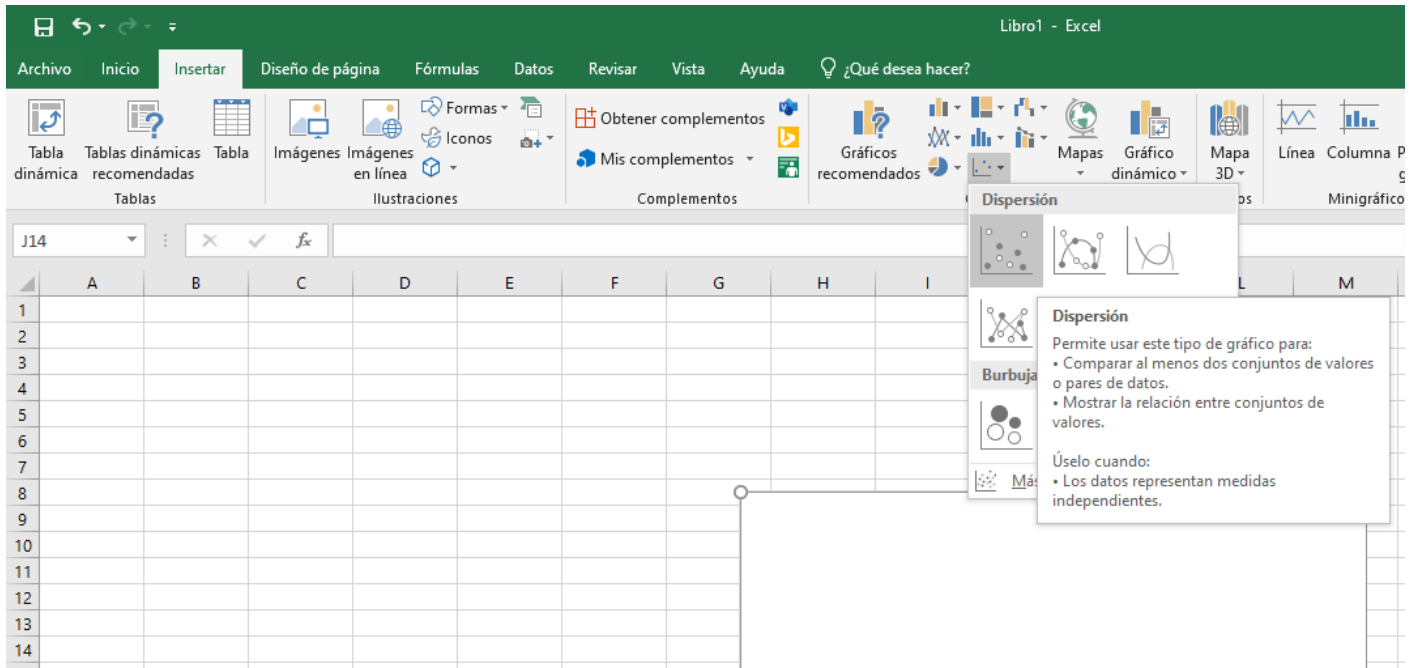 Libro1 - Excel
Archivo Inicio Insertar Diseño de página Fórmulas Datos Revisar Vista Ayuda ¿Qué desea hacer?
Tabla dinámica
Tablas dinámicas recomendadas
Tabla
Tablas
Imágenes
Imágenes en línea
Formas
Iconos
Ilustraciones
Obtener complementos
Mis complementos
Complementos
Gráficos recomendados
Mapas
Gráfico dinámico
Mapa 3D
Línea
Columna
Minigráfico
J14
fx
A B C D E F G H I L M
1
2
3
4
5
6
7
8
9
10
11
12
13
14
Dispersión
Burbuja
Más
Dispersión
Permite usar este tipo de gráfico para:
• Comparar al menos dos conjuntos de valores
o pares de datos.
• Mostrar la relación entre conjuntos de
valores.
Úselo cuando:
• Los datos representan medidas
independientes.